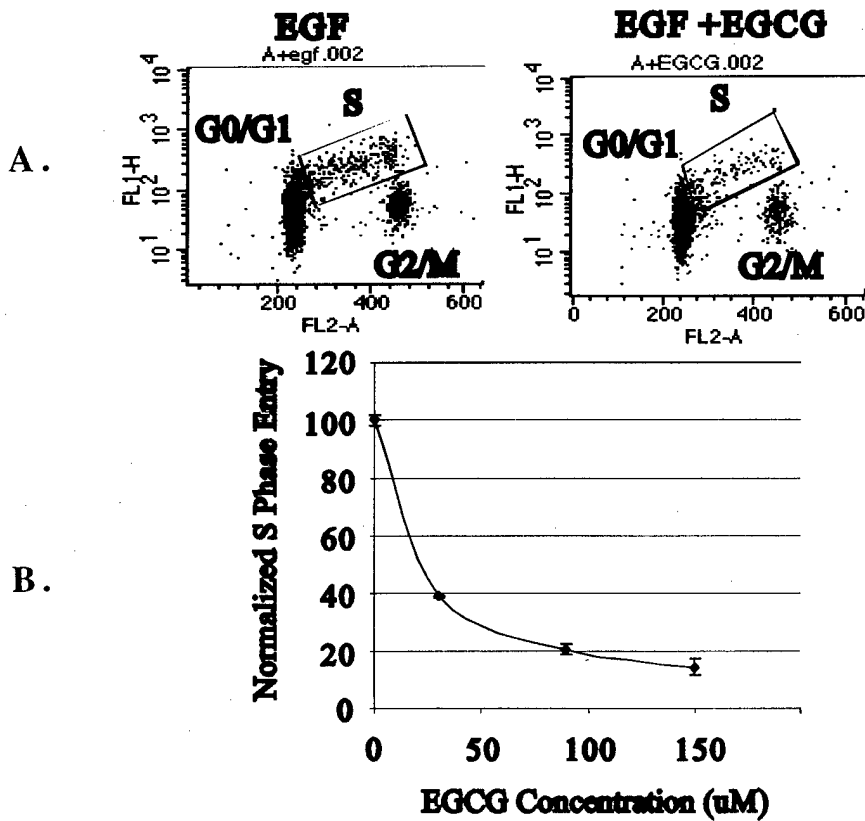 A.
EGF
A+egf.002
10^4
10^3
10^2
10^1
FL1-H
G0/G1
S
G2/M
200
400
600
FL2-A
EGF +EGCG
A+EGCG.002
10^4
10^3
10^2
10^1
FL1-H
G0/G1
S
G2/M
0
200
400
600
FL2-A
B.
Normalized S Phase Entry
120
100
80
60
40
20
0
0
50
100
150
EGCG Concentration (uM)